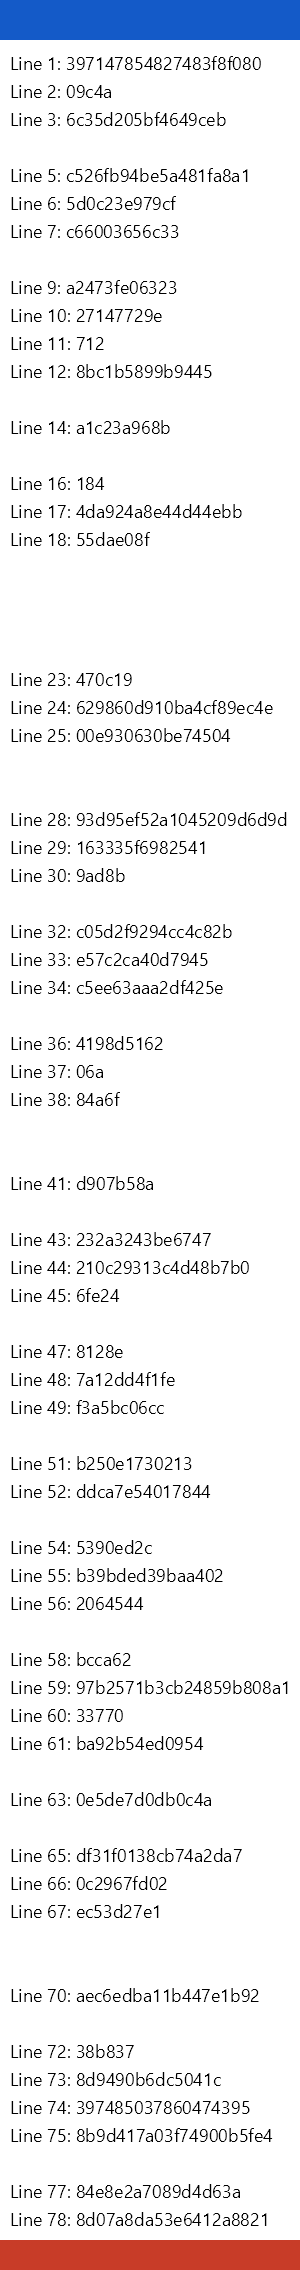 Line 1: 397147854827483f8f080
Line 2: 09c4a
Line 3: 6c35d205bf4649ceb
Line 5: c526fb94be5a481fa8a1
Line 6: 5d0c23e979cf
Line 7: c66003656c33
Line 9: a2473fe06323
Line 10: 27147729e
Line 11: 712
Line 12: 8bc1b5899b9445
Line 14: a1c23a968b
Line 16: 184
Line 17: 4da924a8e44d44ebb
Line 18: 55dae08f
Line 23: 470c19
Line 24: 629860d910ba4cf89ec4e
Line 25: 00e930630be74504
Line 28: 93d95ef52a1045209d6d9d
Line 29: 163335f6982541
Line 30: 9ad8b
Line 32: c05d2f9294cc4c82b
Line 33: e57c2ca40d7945
Line 34: c5ee63aaa2df425e
Line 36: 4198d5162
Line 37: 06a
Line 38: 84a6f
Line 41: d907b58a
Line 43: 232a3243be6747
Line 44: 210c29313c4d48b7b0
Line 45: 6fe24
Line 47: 8128e
Line 48: 7a12dd4f1fe
Line 49: f3a5bc06cc
Line 51: b250e1730213
Line 52: ddca7e54017844
Line 54: 5390ed2c
Line 55: b39bded39baa402
Line 56: 2064544
Line 58: bcca62
Line 59: 97b2571b3cb24859b808a1
Line 60: 33770
Line 61: ba92b54ed0954
Line 63: 0e5de7d0db0c4a
Line 65: df31f0138cb74a2da7
Line 66: 0c2967fd02
Line 67: ec53d27e1
Line 70: aec6edba11b447e1b92
Line 72: 38b837
Line 73: 8d9490b6dc5041c
Line 74: 397485037860474395
Line 75: 8b9d417a03f74900b5fe4
Line 77: 84e8e2a7089d4d63a
Line 78: 8d07a8da53e6412a8821